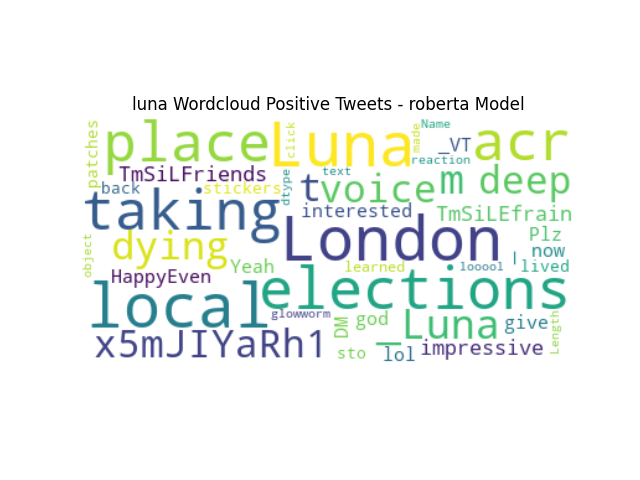 luna Wordcloud Positive Tweets - roberta Model
patches place Luna click made Name _VT acr
reaction
TmSiLFriends text
back stickers dtype t voice m deep
taking interested TmSiLEfrain
London Plz
dying now
object Yeah learned looool l lived
HappyEven elections
local glowworm DM god _Luna give Length
x5mJIYaRh1 sto lol impressive